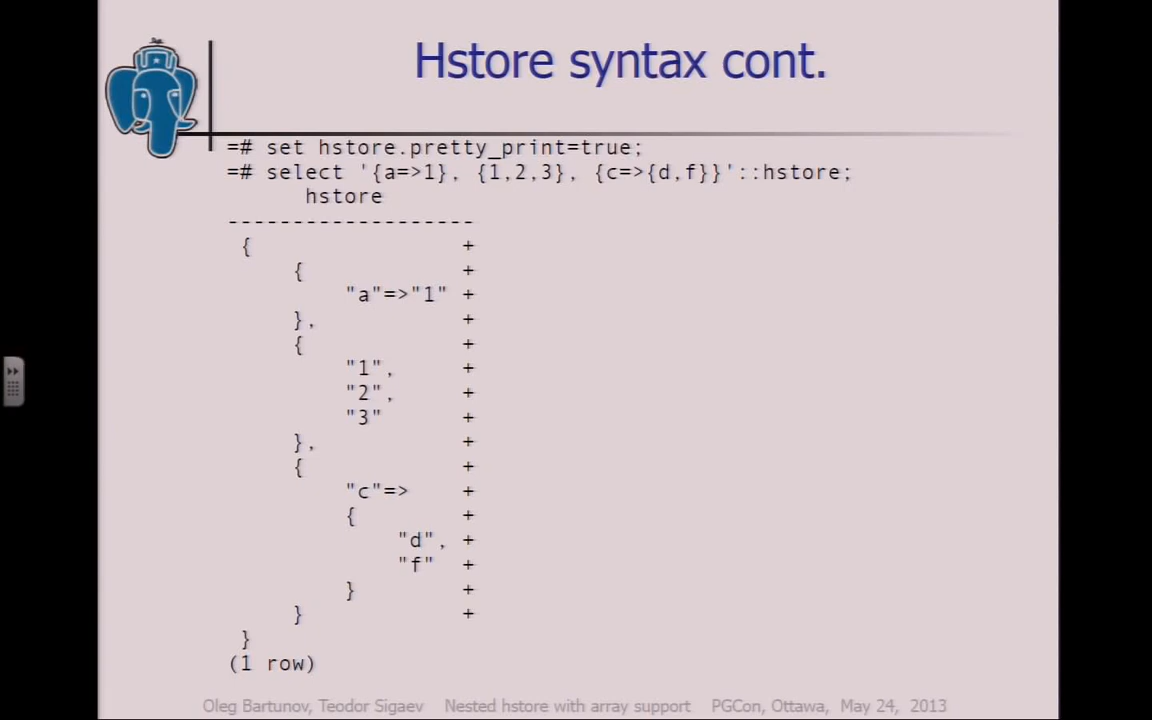 Hstore syntax cont.
=# set hstore.pretty_print=true;
=# select '{a=>1}, {1,2,3}, {c=>{d,f}}'::hstore;
hstore
-------------------
{ +
{ +
"a"=>"1" +
}, +
{ +
"1", +
"2", +
"3" +
}, +
{ +
"c"=> +
{ +
"d", +
"f" +
} +
} +
}
(1 row)
Oleg Bartunov, Teodor Sigaev Nested hstore with array support PGCon, Ottawa, May 24, 2013